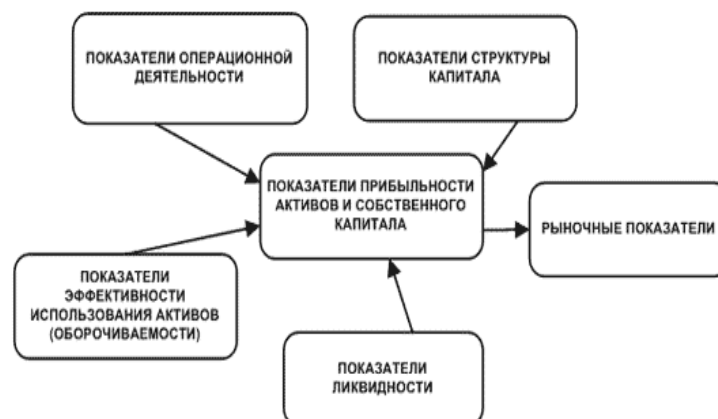 ПОКАЗАТЕЛИ ОПЕРАЦИОННОЙ
ДЕЯТЕЛЬНОСТИ
ПОКАЗАТЕЛИ СТРУКТУРЫ
КАПИТАЛА
ПОКАЗАТЕЛИ ПРИБЫЛЬНОСТИ
АКТИВОВ И СОБСТВЕННОГО
КАПИТАЛА
РЫНОЧНЫЕ ПОКАЗАТЕЛИ
ПОКАЗАТЕЛИ
ЭФФЕКТИВНОСТИ
ИСПОЛЬЗОВАНИЯ АКТИВОВ
(ОБОРОЧИВАЕМОСТИ)
ПОКАЗАТЕЛИ
ЛИКВИДНОСТИ